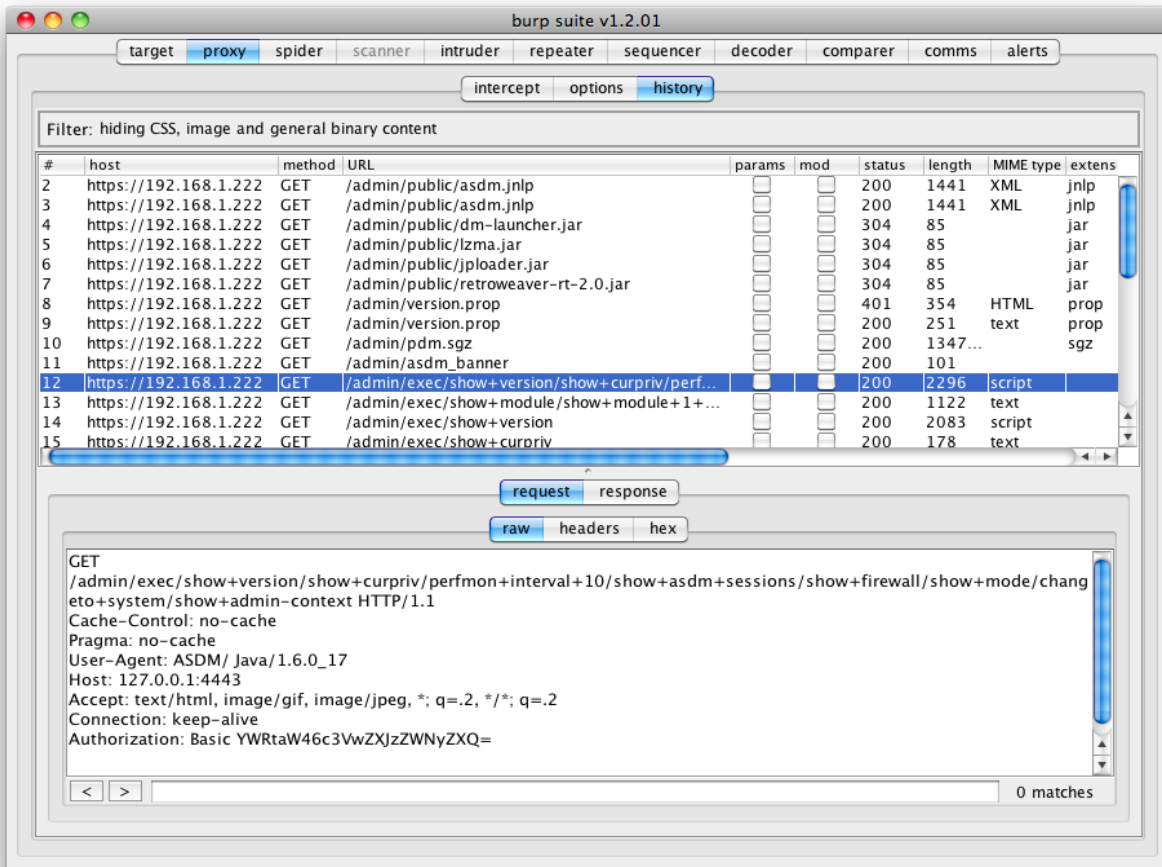 burp suite v1.2.01
target proxy spider scanner intruder repeater sequencer decoder comparer comms alerts
intercept options history
Filter: hiding CSS, image and general binary content
# host method URL params mod status length MIME type extens
2 https://192.168.1.222 GET /admin/public/asdm.jnlp 200 1441 XML jnlp
3 https://192.168.1.222 GET /admin/public/asdm.jnlp 200 1441 XML jnlp
4 https://192.168.1.222 GET /admin/public/dm-launcher.jar 304 85 jar
5 https://192.168.1.222 GET /admin/public/lzma.jar 304 85 jar
6 https://192.168.1.222 GET /admin/public/jploader.jar 304 85 jar
7 https://192.168.1.222 GET /admin/public/retroweaver-rt-2.0.jar 304 85 jar
8 https://192.168.1.222 GET /admin/version.prop 401 354 HTML prop
9 https://192.168.1.222 GET /admin/version.prop 200 251 text prop
10 https://192.168.1.222 GET /admin/pdm.sgz 200 1347... sgz
11 https://192.168.1.222 GET /admin/asdm_banner 200 101
12 https://192.168.1.222 GET /admin/exec/show+version/show+curpriv/perf... 200 2296 script
13 https://192.168.1.222 GET /admin/exec/show+module/show+module+1+... 200 1122 text
14 https://192.168.1.222 GET /admin/exec/show+version 200 2083 script
15 https://192.168.1.222 GET /admin/exec/show+curpriv 200 178 text
request response
raw headers hex
GET
/admin/exec/show+version/show+curpriv/perfmon+interval+10/show+asdm+sessions/show+firewall/show+mode/chang
eto+system/show+admin-context HTTP/1.1
Cache-Control: no-cache
Pragma: no-cache
User-Agent: ASDM/ Java/1.6.0_17
Host: 127.0.0.1:4443
Accept: text/html, image/gif, image/jpeg, *; q=.2, */*; q=.2
Connection: keep-alive
Authorization: Basic YWRtaW46c3VwZXJzZWNyZXQ=
< > 0 matches